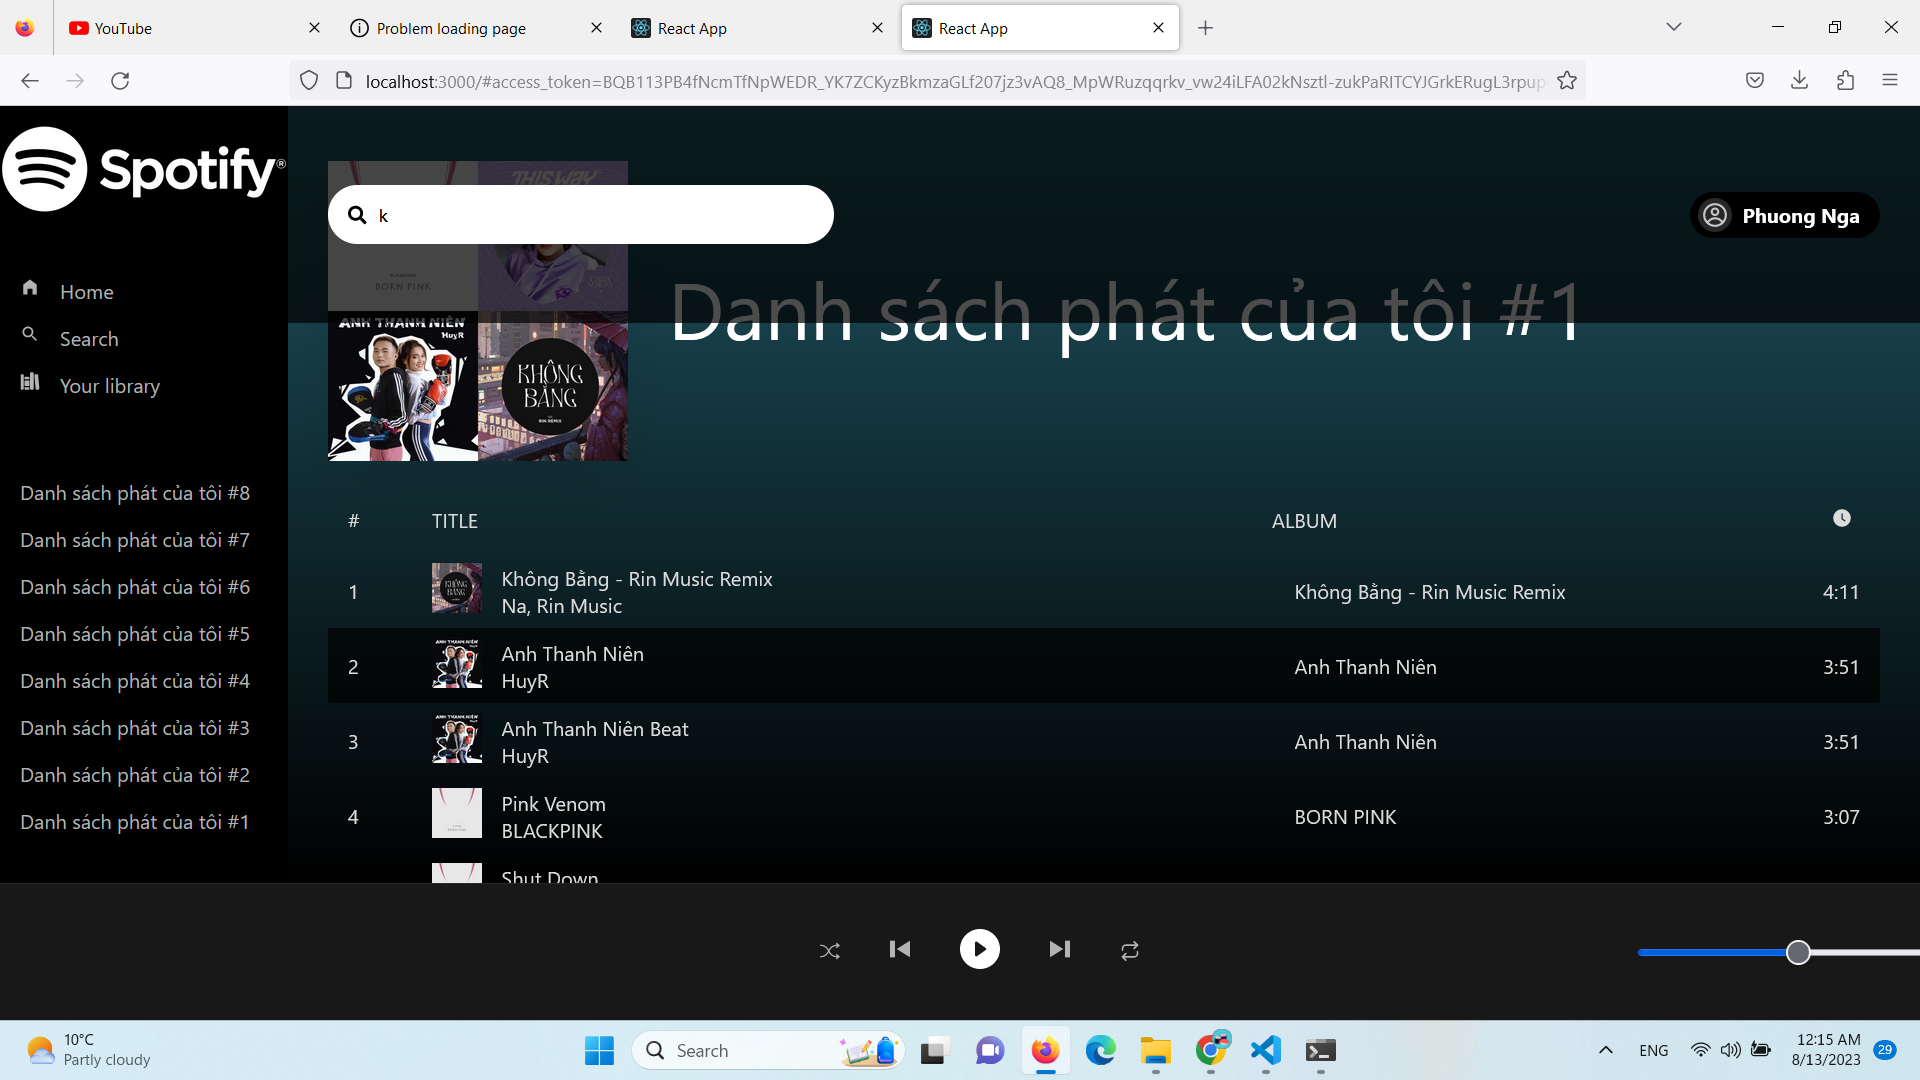 YouTube
Problem loading page
React App
React App
localhost:3000/#access_token=BQB113PB4fNcmTfNpWEDR_YK7ZCKyzBkmzaGLf207jz3vAQ8_MpWRuzqqrkv_vw24iLFA02kNsztl-zukPaRITCYJGrkERugL3rpup
Spotify®
k
Phuong Nga
THIS WAY
BLACKPINK
BORN PINK
Danh sách phát của tôi #1
ANH THANH NIÊN
HuyR
KHÔNG
BẰNG
RIN REMIX
Home
Search
Your library
Danh sách phát của tôi #8
Danh sách phát của tôi #7
Danh sách phát của tôi #6
Danh sách phát của tôi #5
Danh sách phát của tôi #4
Danh sách phát của tôi #3
Danh sách phát của tôi #2
Danh sách phát của tôi #1
# TITLE ALBUM
1 Không Bằng - Rin Music Remix Không Bằng - Rin Music Remix 4:11
Na, Rin Music
2 Anh Thanh Niên Anh Thanh Niên 3:51
HuyR
3 Anh Thanh Niên Beat Anh Thanh Niên 3:51
HuyR
4 Pink Venom BORN PINK 3:07
BLACKPINK
Shut Down
10°C
Partly cloudy
Search
ENG
12:15 AM
8/13/2023
29